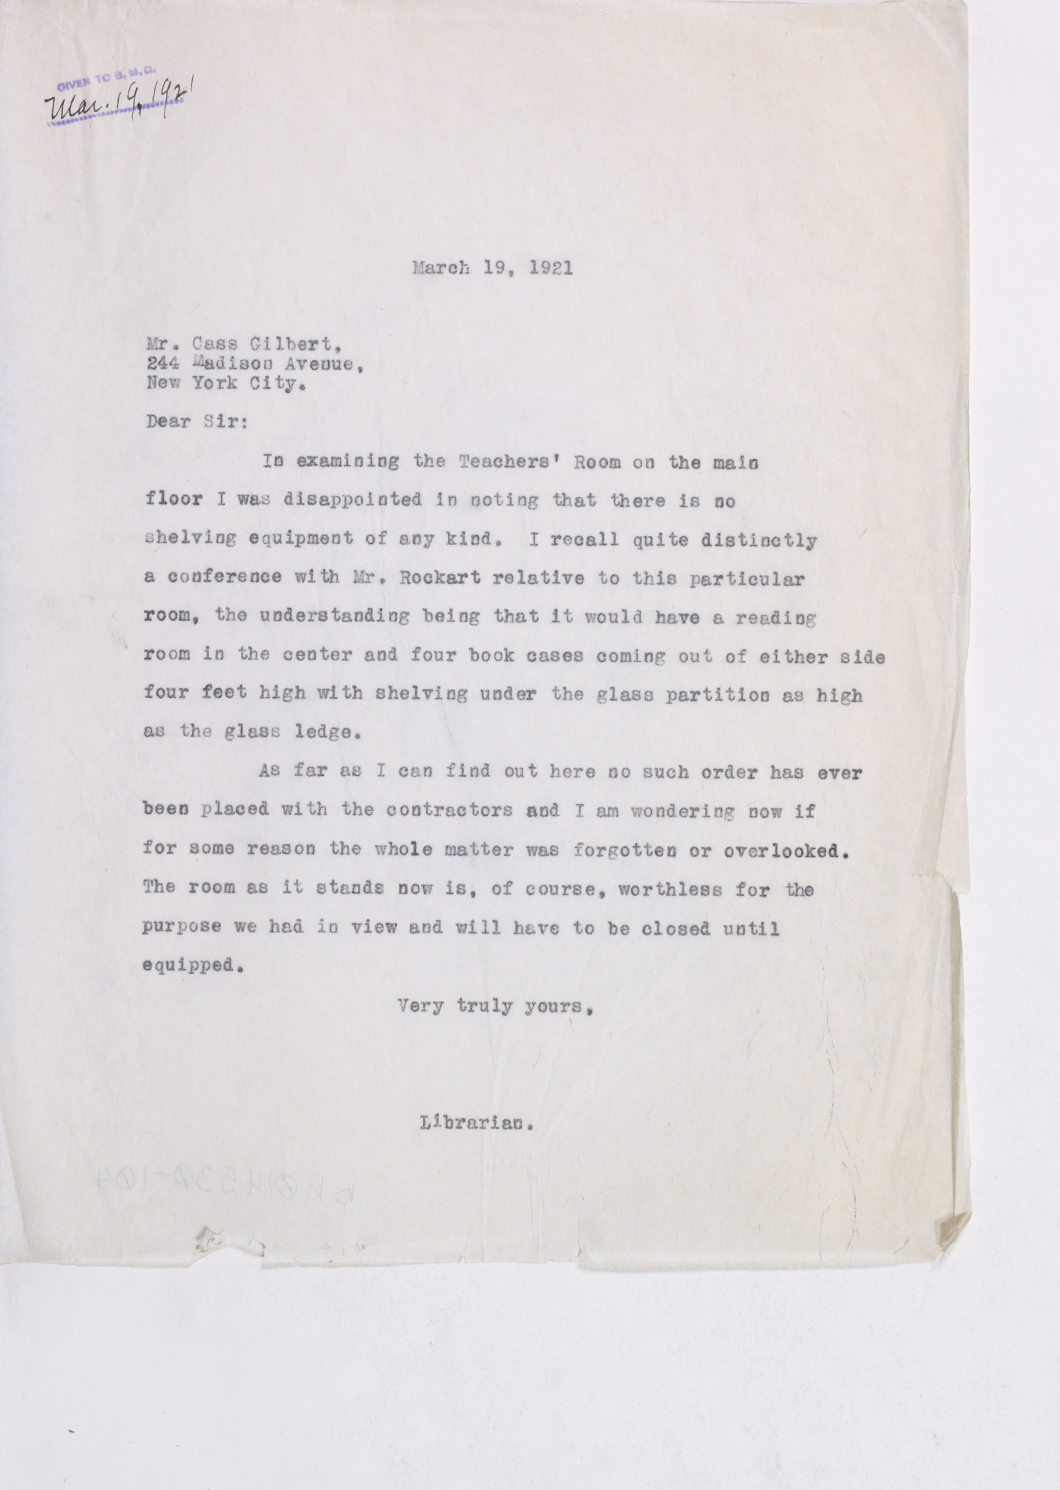 GIVEN TO B.M.C.
Mar. 19, 1921
March 19, 1921
Mr. Cass Gilbert,
244 Madison Avenue,
New York City.
Dear Sir:
In examining the Teachers' Room on the main
floor I was disappointed in noting that there is no
shelving equipment of any kind. I recall quite distinctly
a conference with Mr. Rockart relative to this particular
room, the understanding being that it would have a reading
room in the center and four book cases coming out of either side
four feet high with shelving under the glass partition as high
as the glass ledge.
As far as I can find out here no such order has ever
been placed with the contractors and I am wondering now if
for some reason the whole matter was forgotten or overlooked.
The room as it stands now is, of course, worthless for the
purpose we had in view and will have to be closed until
equipped.
Very truly yours,
Librarian.